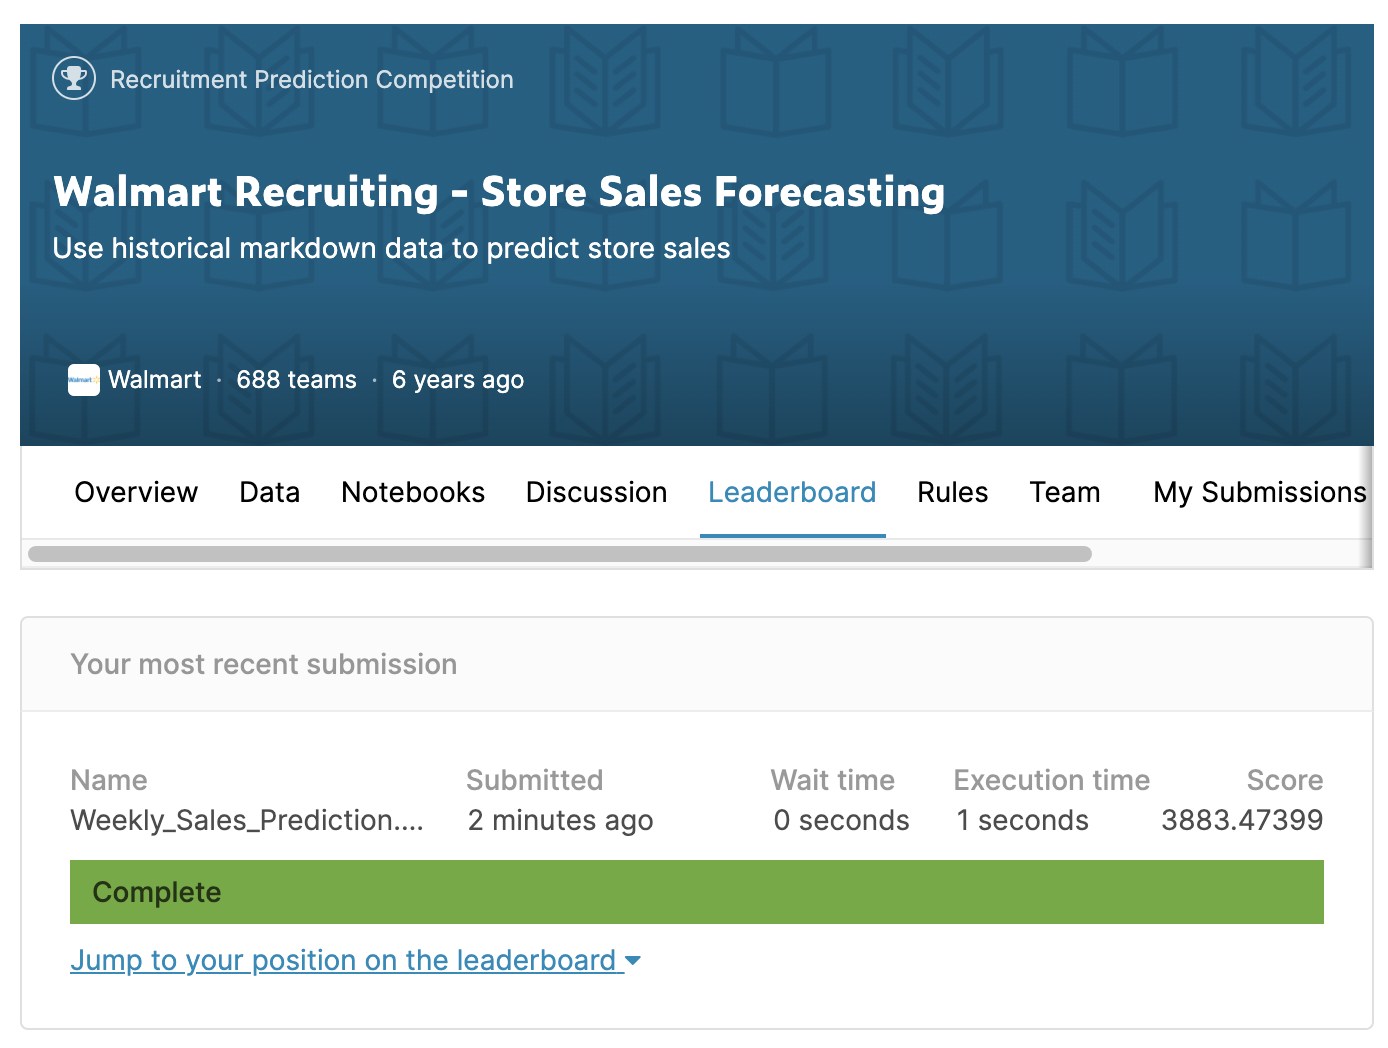 Recruitment Prediction Competition
Walmart Recruiting - Store Sales Forecasting
Use historical markdown data to predict store sales
Walmart
Walmart · 688 teams · 6 years ago
Overview Data Notebooks Discussion Leaderboard Rules Team My Submissions
Your most recent submission
Name Submitted Wait time Execution time Score
Weekly_Sales_Prediction.... 2 minutes ago 0 seconds 1 seconds 3883.47399
Complete
Jump to your position on the leaderboard